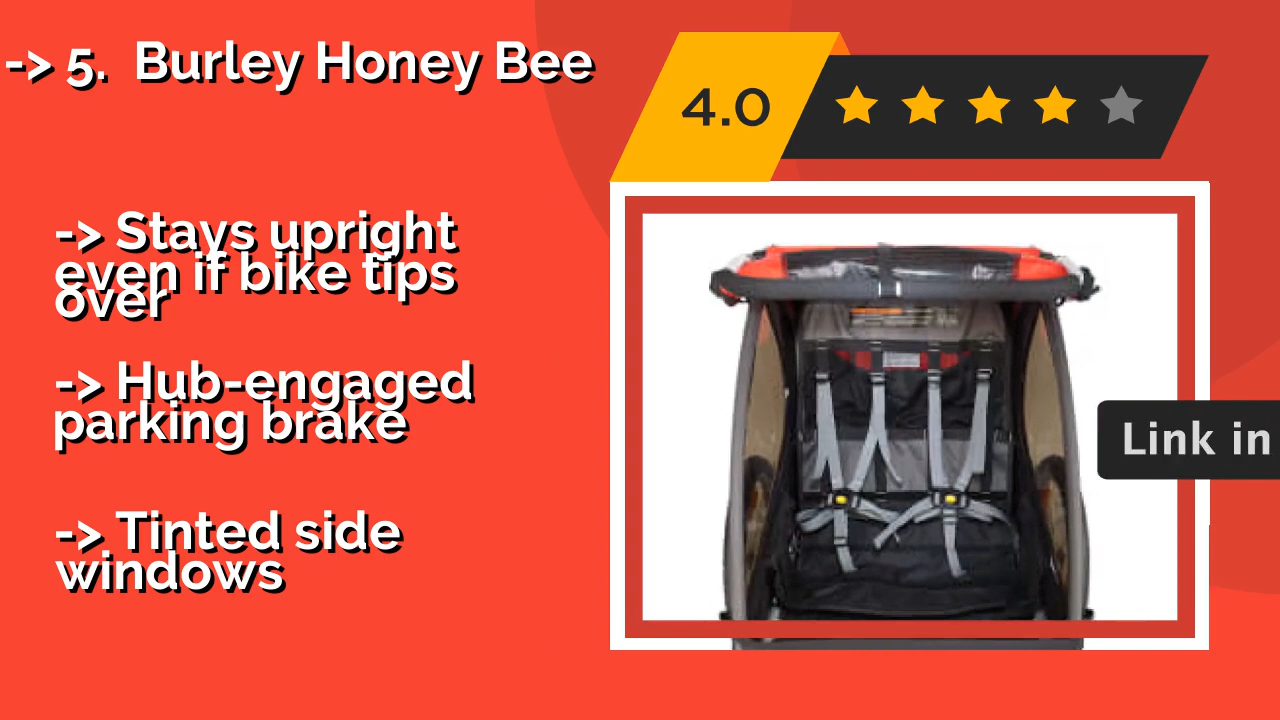 -> 5.  Burley Honey Bee
4.0
-> Stays upright
even if bike tips
over
-> Hub-engaged
parking brake
Link in
-> Tinted side
windows